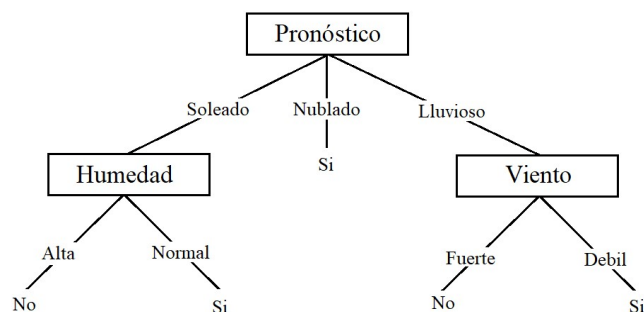 Pronóstico
Soleado Nublado Lluvioso
Si
Humedad Viento
Alta Normal Fuerte Debil
No Si No Si